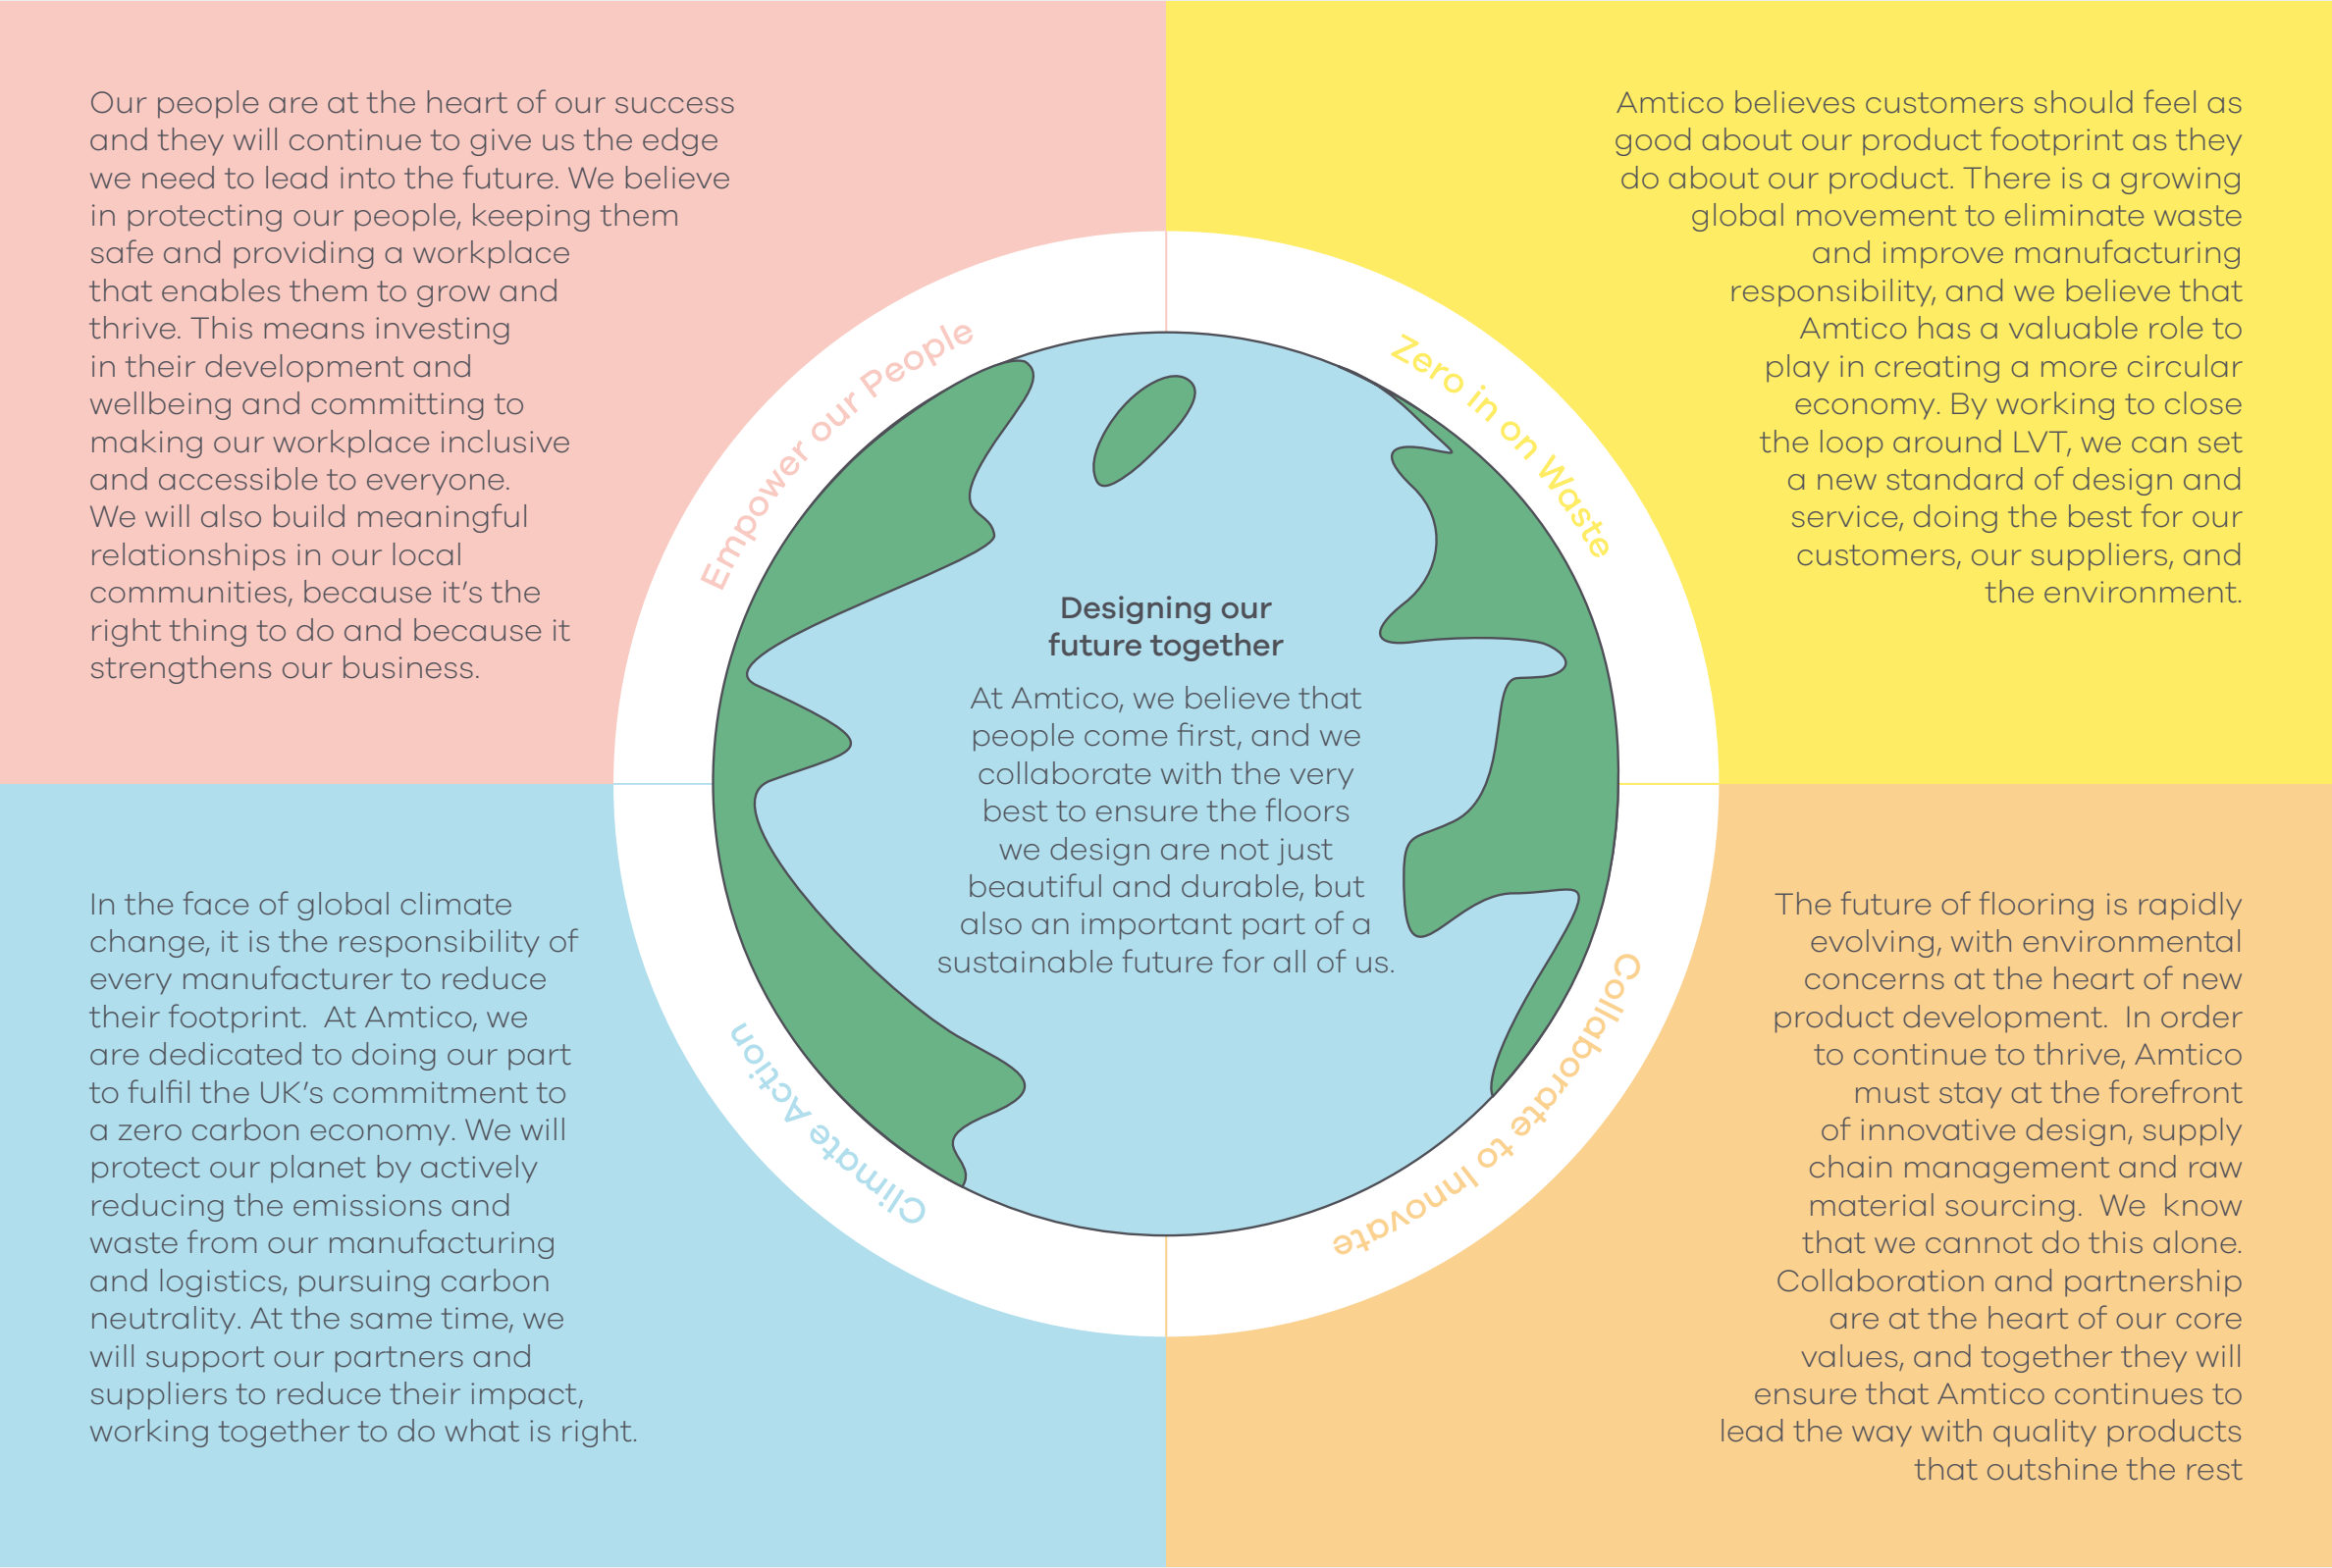 Our people are at the heart of our success
and they will continue to give us the edge
we need to lead into the future. We believe
in protecting our people, keeping them
safe and providing a workplace
that enables them to grow and
thrive. This means investing
in their development and
wellbeing and committing to
making our workplace inclusive
and accessible to everyone.
We will also build meaningful
relationships in our local
communities, because it’s the
right thing to do and because it
strengthens our business.
Empower our People
Amtico believes customers should feel as
good about our product footprint as they
do about our product. There is a growing
global movement to eliminate waste
and improve manufacturing
responsibility, and we believe that
Amtico has a valuable role to
play in creating a more circular
economy. By working to close
the loop around LVT, we can set
a new standard of design and
service, doing the best for our
customers, our suppliers, and
the environment.
Zero in on Waste
Designing our
future together
At Amtico, we believe that
people come first, and we
collaborate with the very
best to ensure the floors
we design are not just
beautiful and durable, but
also an important part of a
sustainable future for all of us.
In the face of global climate
change, it is the responsibility of
every manufacturer to reduce
their footprint.  At Amtico, we
are dedicated to doing our part
to fulfil the UK’s commitment to
a zero carbon economy. We will
protect our planet by actively
reducing the emissions and
waste from our manufacturing
and logistics, pursuing carbon
neutrality. At the same time, we
will support our partners and
suppliers to reduce their impact,
working together to do what is right.
Climate Action
The future of flooring is rapidly
evolving, with environmental
concerns at the heart of new
product development.  In order
to continue to thrive, Amtico
must stay at the forefront
of innovative design, supply
chain management and raw
material sourcing.  We  know
that we cannot do this alone.
Collaboration and partnership
are at the heart of our core
values, and together they will
ensure that Amtico continues to
lead the way with quality products
that outshine the rest
Collaborate to Innovate